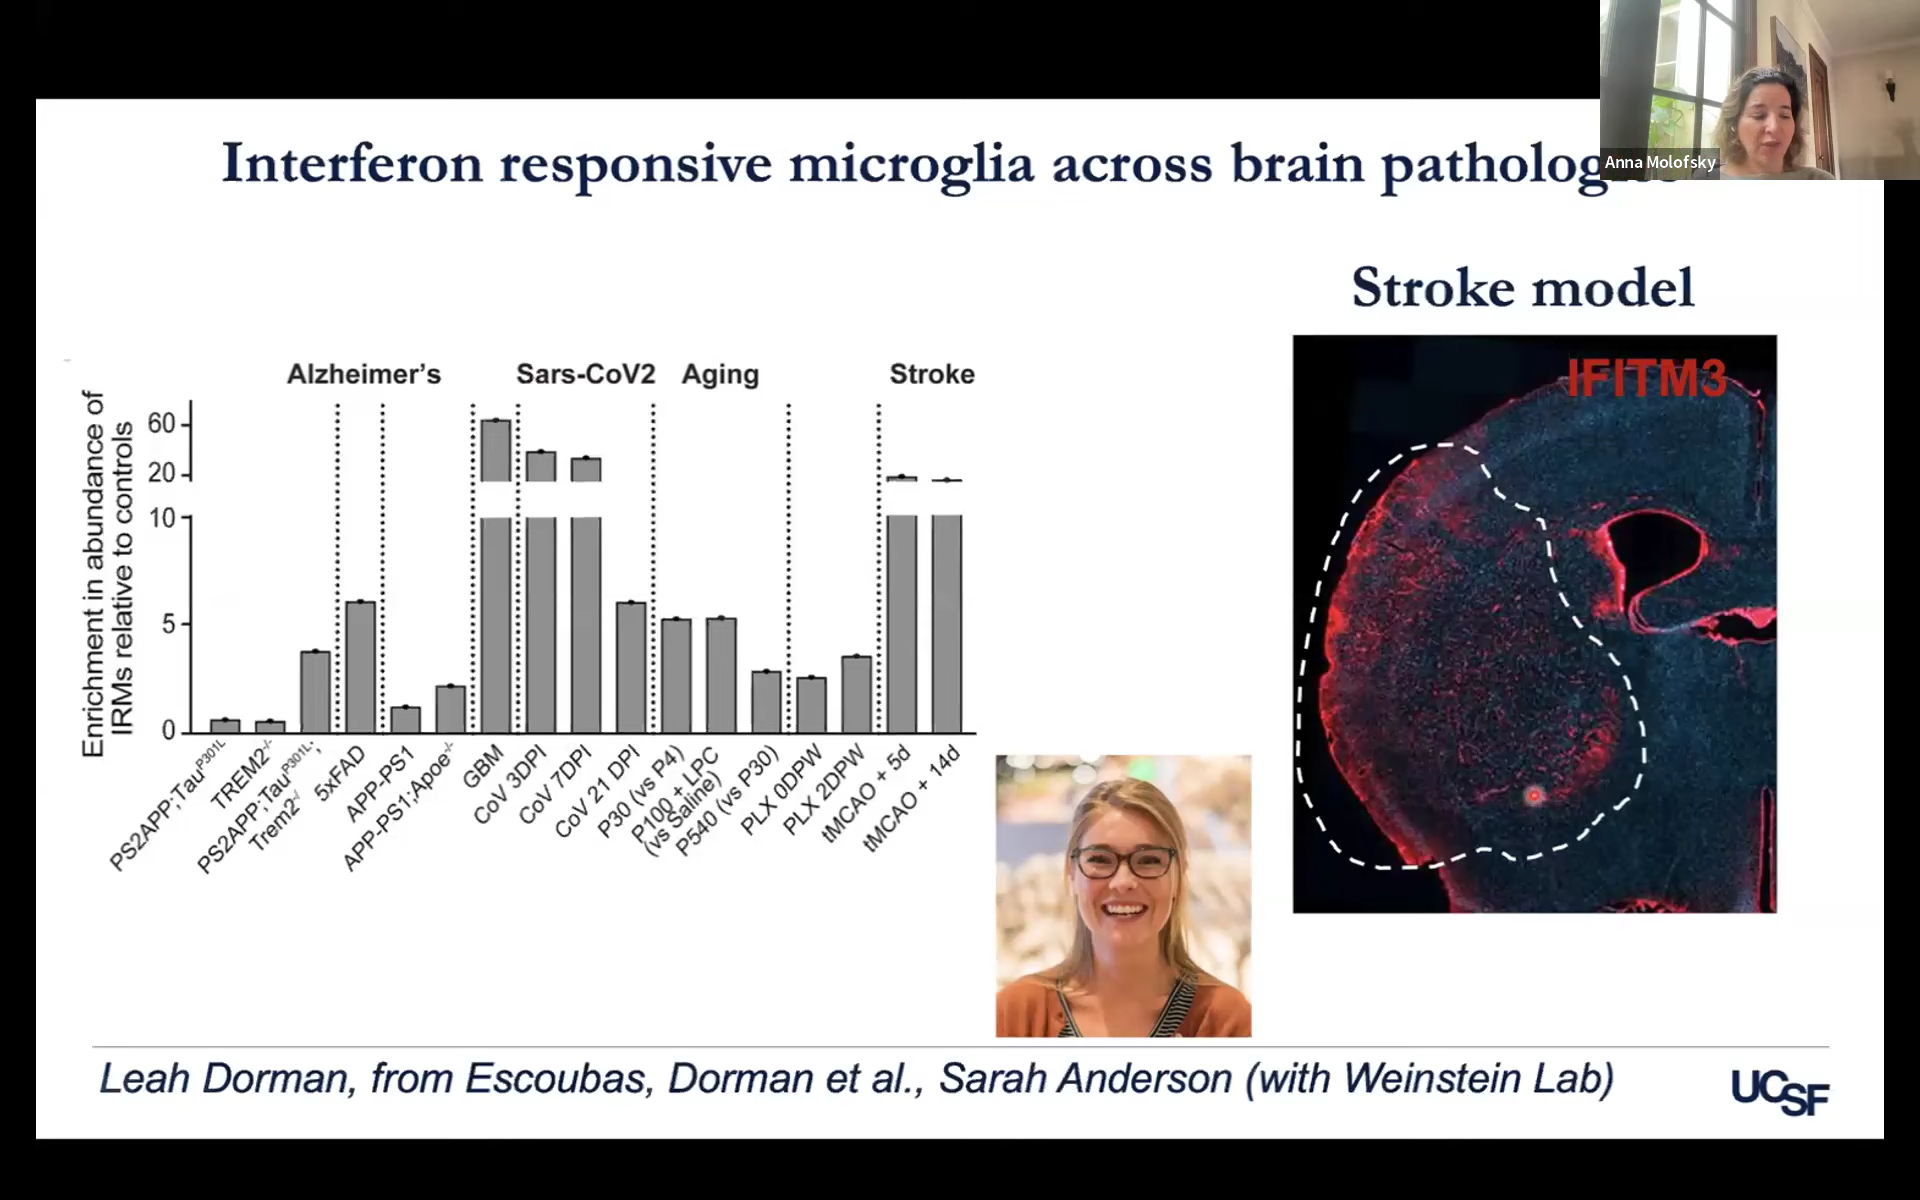 Anna Molofsky
Interferon responsive microglia across brain
Stroke model
IFITM3
Alzheimer's
Sars-CoV2
Aging
Stroke
Enrichment in abundance of
IRMs relative to controls
60
20
10
5
0
PS2APP;Tau^P301L
TREM2^-/-
PS2APP;Tau^P301L;
Trem2^-/-
5xFAD
APP-PS1
APP-PS1;Apoe^-/-
GBM
CoV 3DPI
CoV 7DPI
CoV 21 DPI
P30 (vs P4)
P100 + LPC
(vs Saline)
P540 (vs P30)
PLX 0DPW
PLX 2DPW
tMCAO + 5d
tMCAO + 14d
Leah Dorman, from Escoubas, Dorman et al., Sarah Anderson (with Weinstein Lab)
UCSF